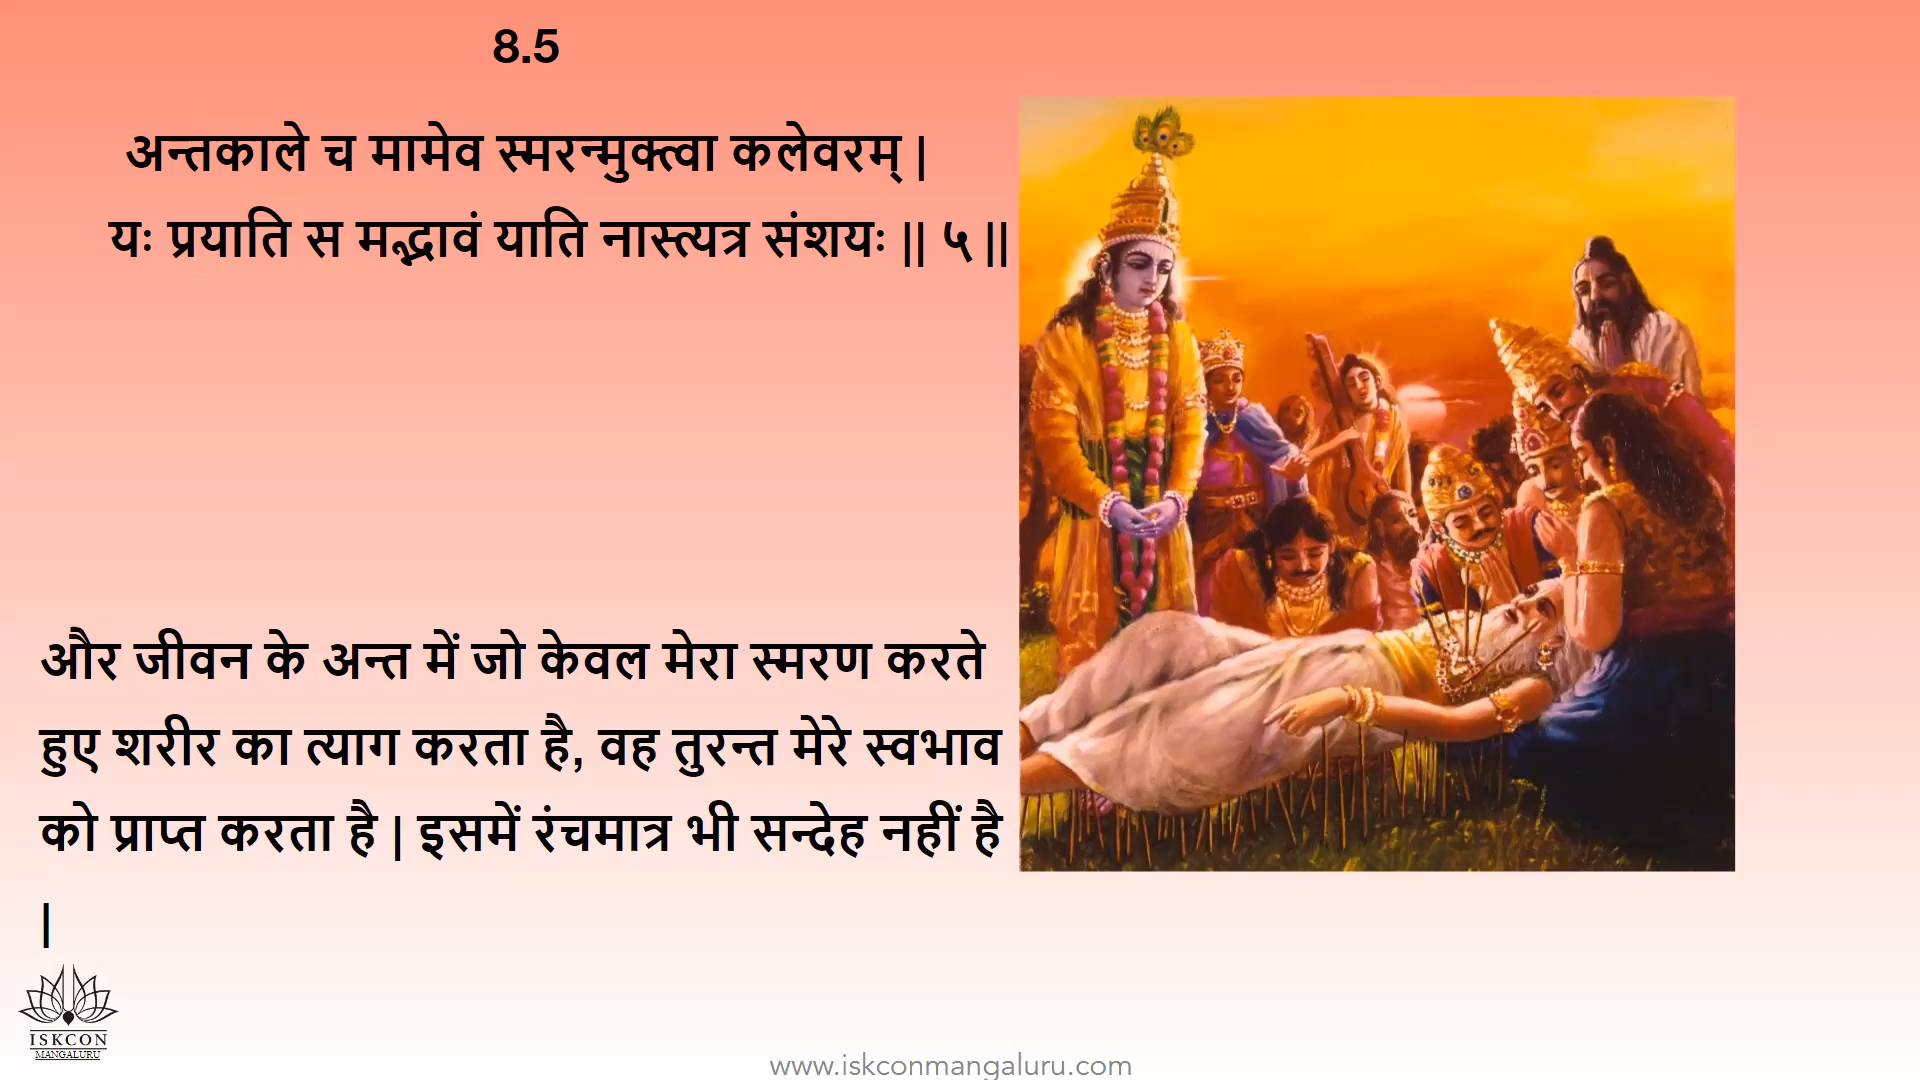 8.5
अन्तकाले च मामेव स्मरन्मुक्त्वा कलेवरम् |
यः प्रयाति स मद्भावं याति नास्त्यत्र संशयः || ५ ||
और जीवन के अन्त में जो केवल मेरा स्मरण करते
हुए शरीर का त्याग करता है, वह तुरन्त मेरे स्वभाव
को प्राप्त करता है | इसमें रंचमात्र भी सन्देह नहीं है
|
ISKCON
MANGALURU
www.iskconmangaluru.com